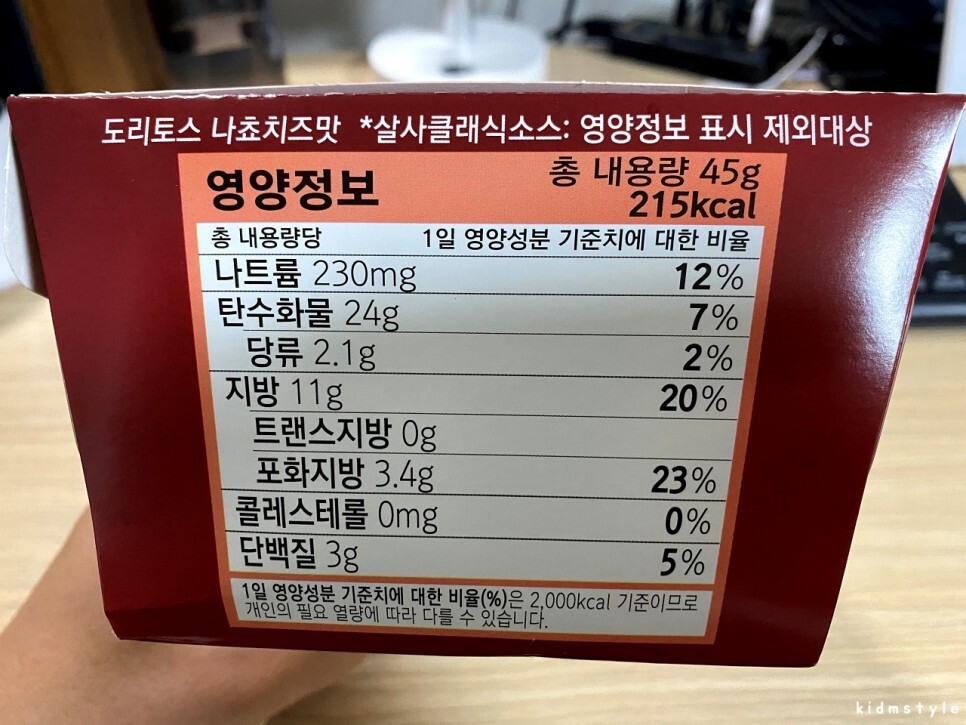 도리토스 나쵸치즈맛 *살사클래식소스: 영양정보 표시 제외대상
영양정보 총 내용량 45g
215kcal
총 내용량당 1일 영양성분 기준치에 대한 비율
나트륨 230mg 12%
탄수화물 24g 7%
당류 2.1g 2%
지방 11g 20%
트랜스지방 0g
포화지방 3.4g 23%
콜레스테롤 0mg 0%
단백질 3g 5%
1일 영양성분 기준치에 대한 비율(%)은 2,000kcal 기준이므로
개인의 필요 열량에 따라 다를 수 있습니다.
kidmstyle